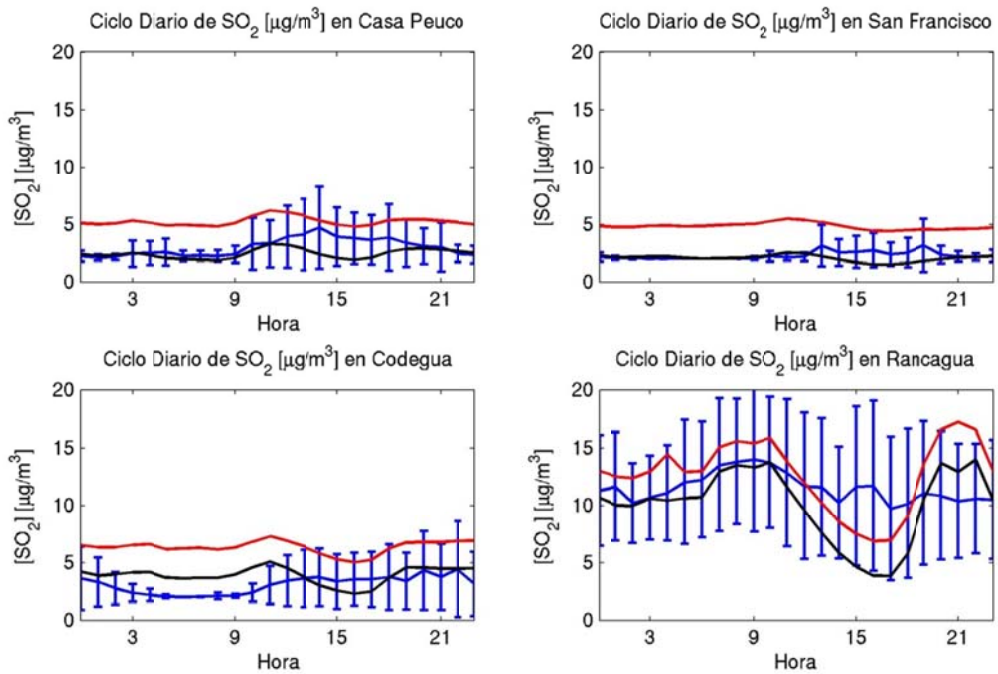 Ciclo Diario de SO2 [µg/m3] en Casa Peuco
20
15
10
5
0
[SO2] [µg/m3]
3 9 15 21
Hora
Ciclo Diario de SO2 [µg/m3] en San Francisco
20
15
10
5
0
[SO2] [µg/m3]
3 9 15 21
Hora
Ciclo Diario de SO2 [µg/m3] en Codegua
20
15
10
5
0
[SO2] [µg/m3]
3 9 15 21
Hora
Ciclo Diario de SO2 [µg/m3] en Rancagua
20
15
10
5
0
[SO2] [µg/m3]
3 9 15 21
Hora